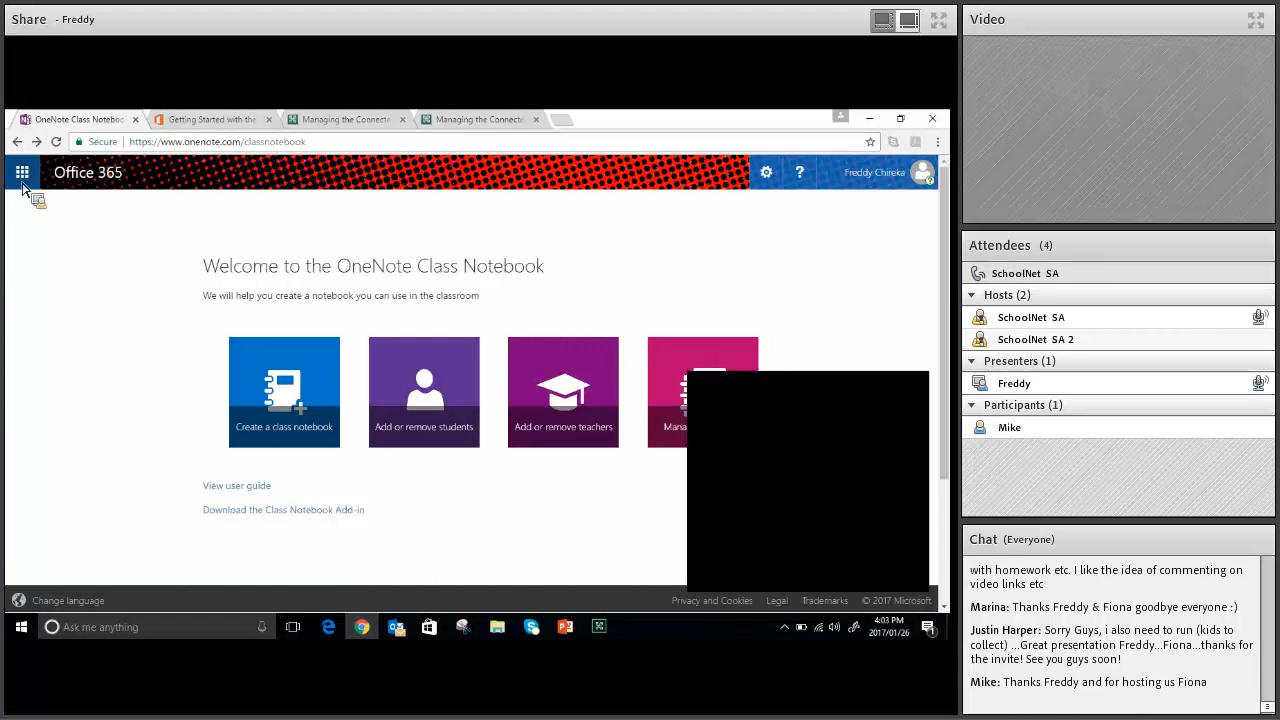 Share - Freddy
OneNote Class Notebo
Getting Started with the
Managing the Connecte
Managing the Connecte
Secure
https://www.onenote.com/classnotebook
Office 365
Freddy Chireka
Welcome to the OneNote Class Notebook
We will help you create a notebook you can use in the classroom
Create a class notebook
Add or remove students
Add or remove teachers
Mana
View user guide
Download the Class Notebook Add-in
Change language
Privacy and Cookies
Legal
Trademarks
© 2017 Microsoft
Ask me anything
4:03 PM
2017/01/26
Video
Attendees (4)
SchoolNet SA
Hosts (2)
SchoolNet SA
SchoolNet SA 2
Presenters (1)
Freddy
Participants (1)
Mike
Chat (Everyone)
with homework etc. I like the idea of commenting on
video links etc
Marina: Thanks Freddy & Fiona goodbye everyone :)
Justin Harper: Sorry Guys, i also need to run (kids to
collect) ...Great presentation Freddy...Fiona...thanks for
the invite! See you guys soon!
Mike: Thanks Freddy and for hosting us Fiona